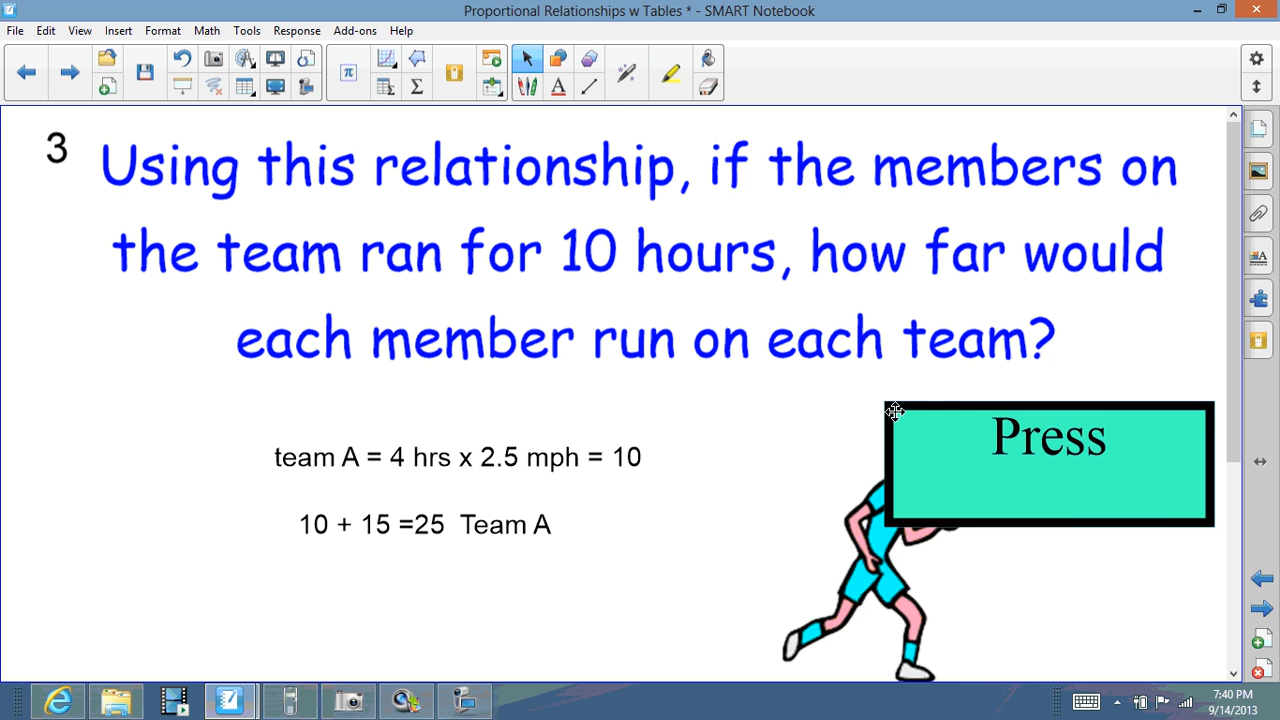 Proportional Relationships w Tables * - SMART Notebook
File Edit View Insert Format Math Tools Response Add-ons Help
3
Using this relationship, if the members on
the team ran for 10 hours, how far would
each member run on each team?
Press
team A = 4 hrs x 2.5 mph = 10
10 + 15 =25 Team A
7:40 PM
9/14/2013